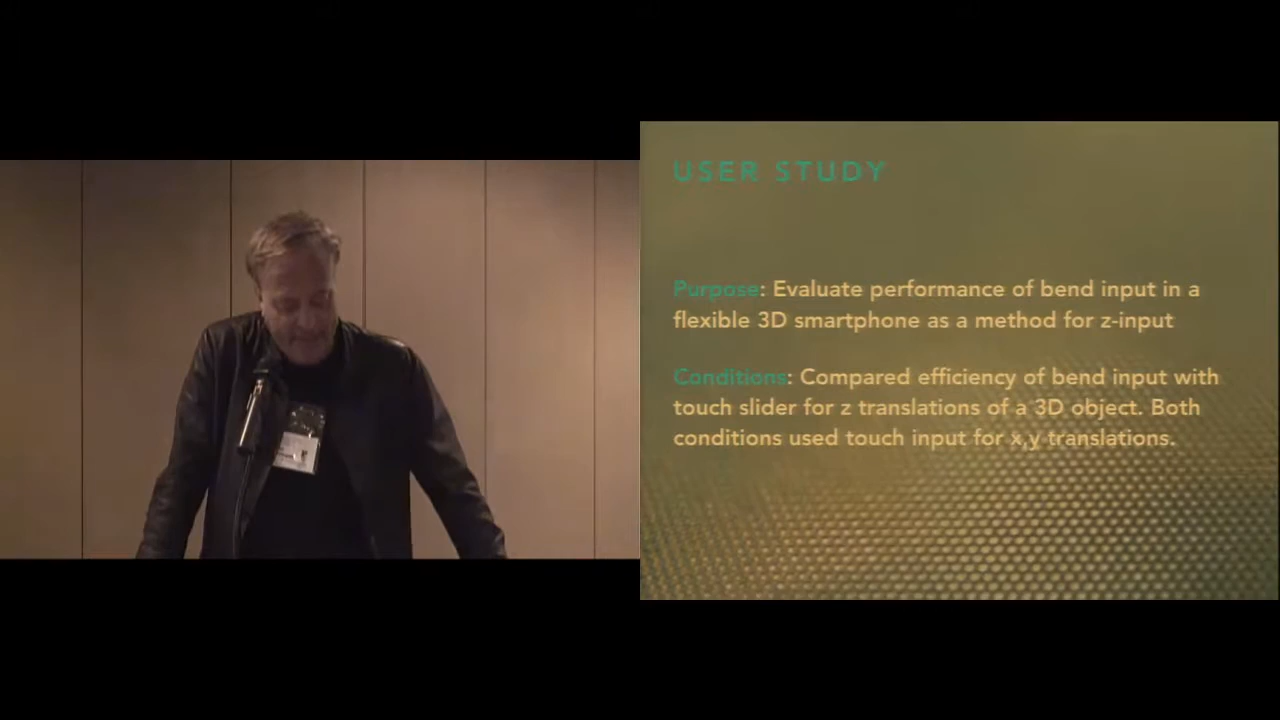 USER STUDY
Purpose: Evaluate performance of bend input in a
flexible 3D smartphone as a method for z-input
Conditions: Compared efficiency of bend input with
touch slider for z translations of a 3D object. Both
conditions used touch input for x,y translations.